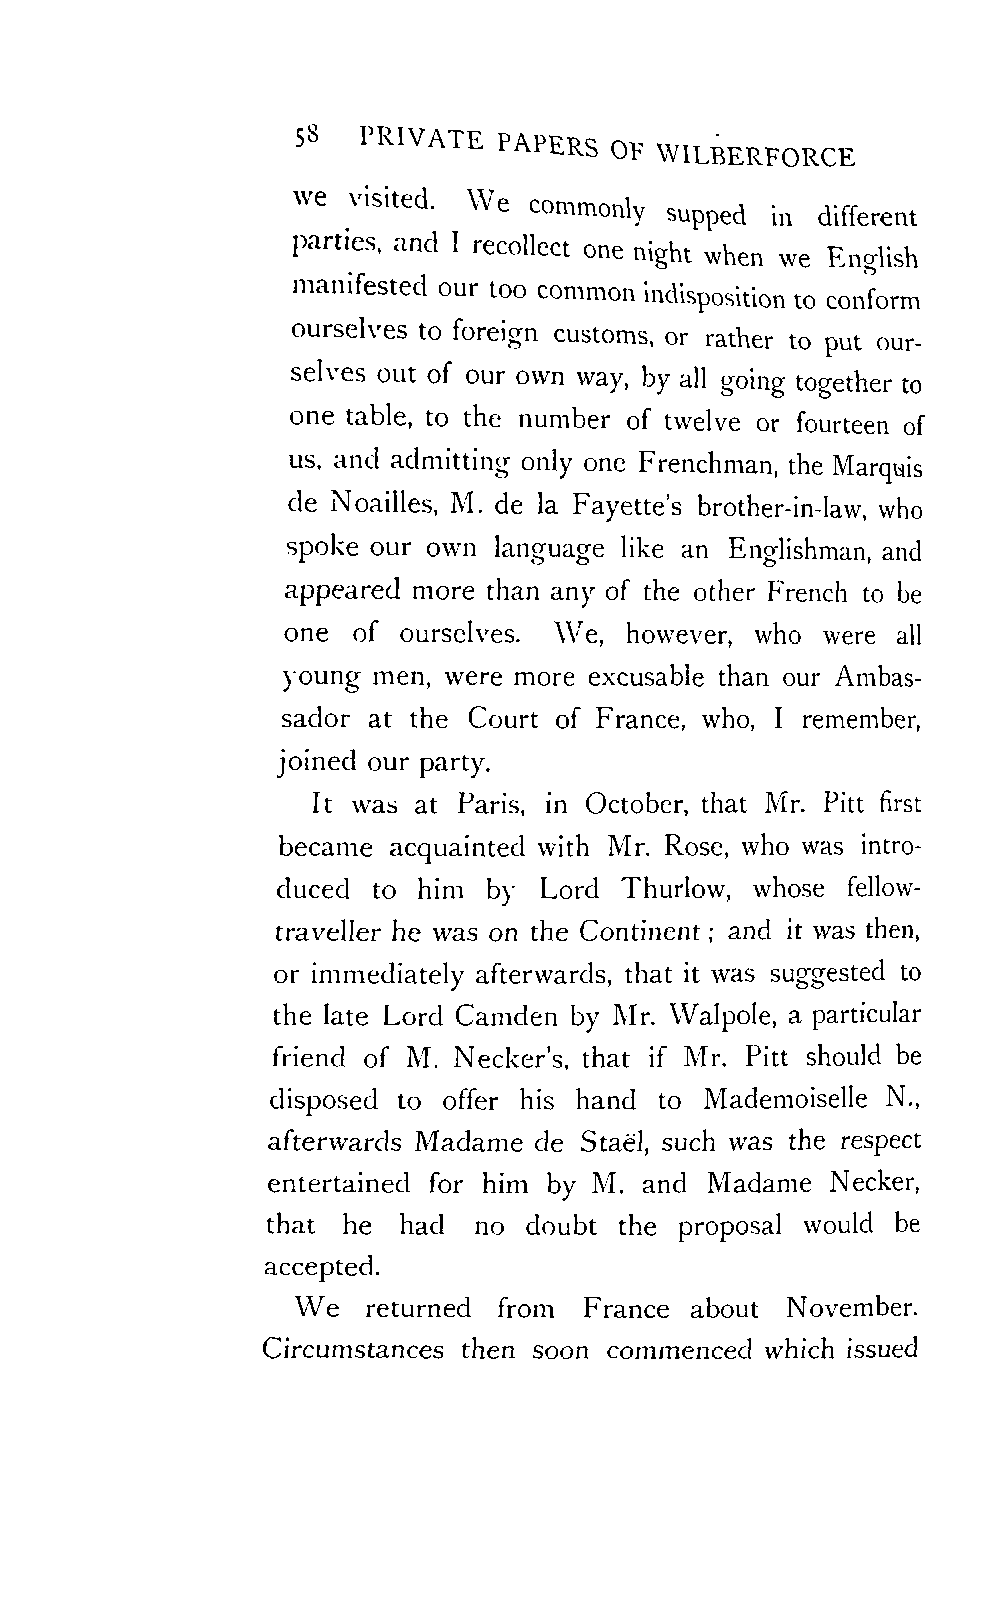 58 PRIVATE PAPERS OF WILBERFORCE
we visited. We commonly supped in different
parties, and I recollect one night when we English
manifested our too common indisposition to conform
ourselves to foreign customs, or rather to put our-
selves out of our own way, by all going together to
one table, to the number of twelve or fourteen of
us, and admitting only one Frenchman, the Marquis
de Noailles, M. de la Fayette's brother-in-law, who
spoke our own language like an Englishman, and
appeared more than any of the other French to be
one of ourselves. We, however, who were all
young men, were more excusable than our Ambas-
sador at the Court of France, who, I remember,
joined our party.
It was at Paris, in October, that Mr. Pitt first
became acquainted with Mr. Rose, who was intro-
duced to him by Lord Thurlow, whose fellow-
traveller he was on the Continent ; and it was then,
or immediately afterwards, that it was suggested to
the late Lord Camden by Mr. Walpole, a particular
friend of M. Necker's, that if Mr. Pitt should be
disposed to offer his hand to Mademoiselle N.,
afterwards Madame de Staël, such was the respect
entertained for him by M. and Madame Necker,
that he had no doubt the proposal would be
accepted.
We returned from France about November.
Circumstances then soon commenced which issued